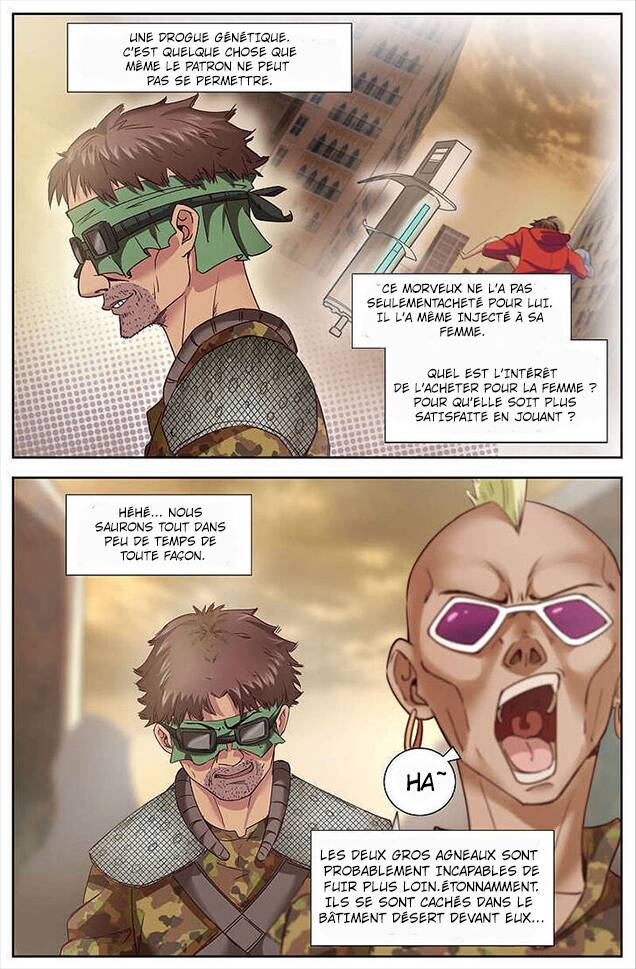 UNE DROGUE GÉNÉTIQUE.
C'EST QUELQUE CHOSE QUE
MÊME LE PATRON NE PEUT
PAS SE PERMETTRE.
CE MORVEUX NE L'A PAS
SEULEMENTACHETÉ POUR LUI.
IL L'A MÊME INJECTÉ À SA
FEMME.
QUEL EST L'INTÉRÊT
DE L'ACHETER POUR LA FEMME ?
POUR QU'ELLE SOIT PLUS
SATISFAITE EN JOUANT ?
HÉHÉ... NOUS
SAURONS TOUT DANS
PEU DE TEMPS DE
TOUTE FAÇON.
HA~
LES DEUX GROS AGNEAUX SONT
PROBABLEMENT INCAPABLES DE
FUIR PLUS LOIN.ÉTONNAMMENT.
ILS SE SONT CACHÉS DANS LE
BÂTIMENT DÉSERT DEVANT EUX...